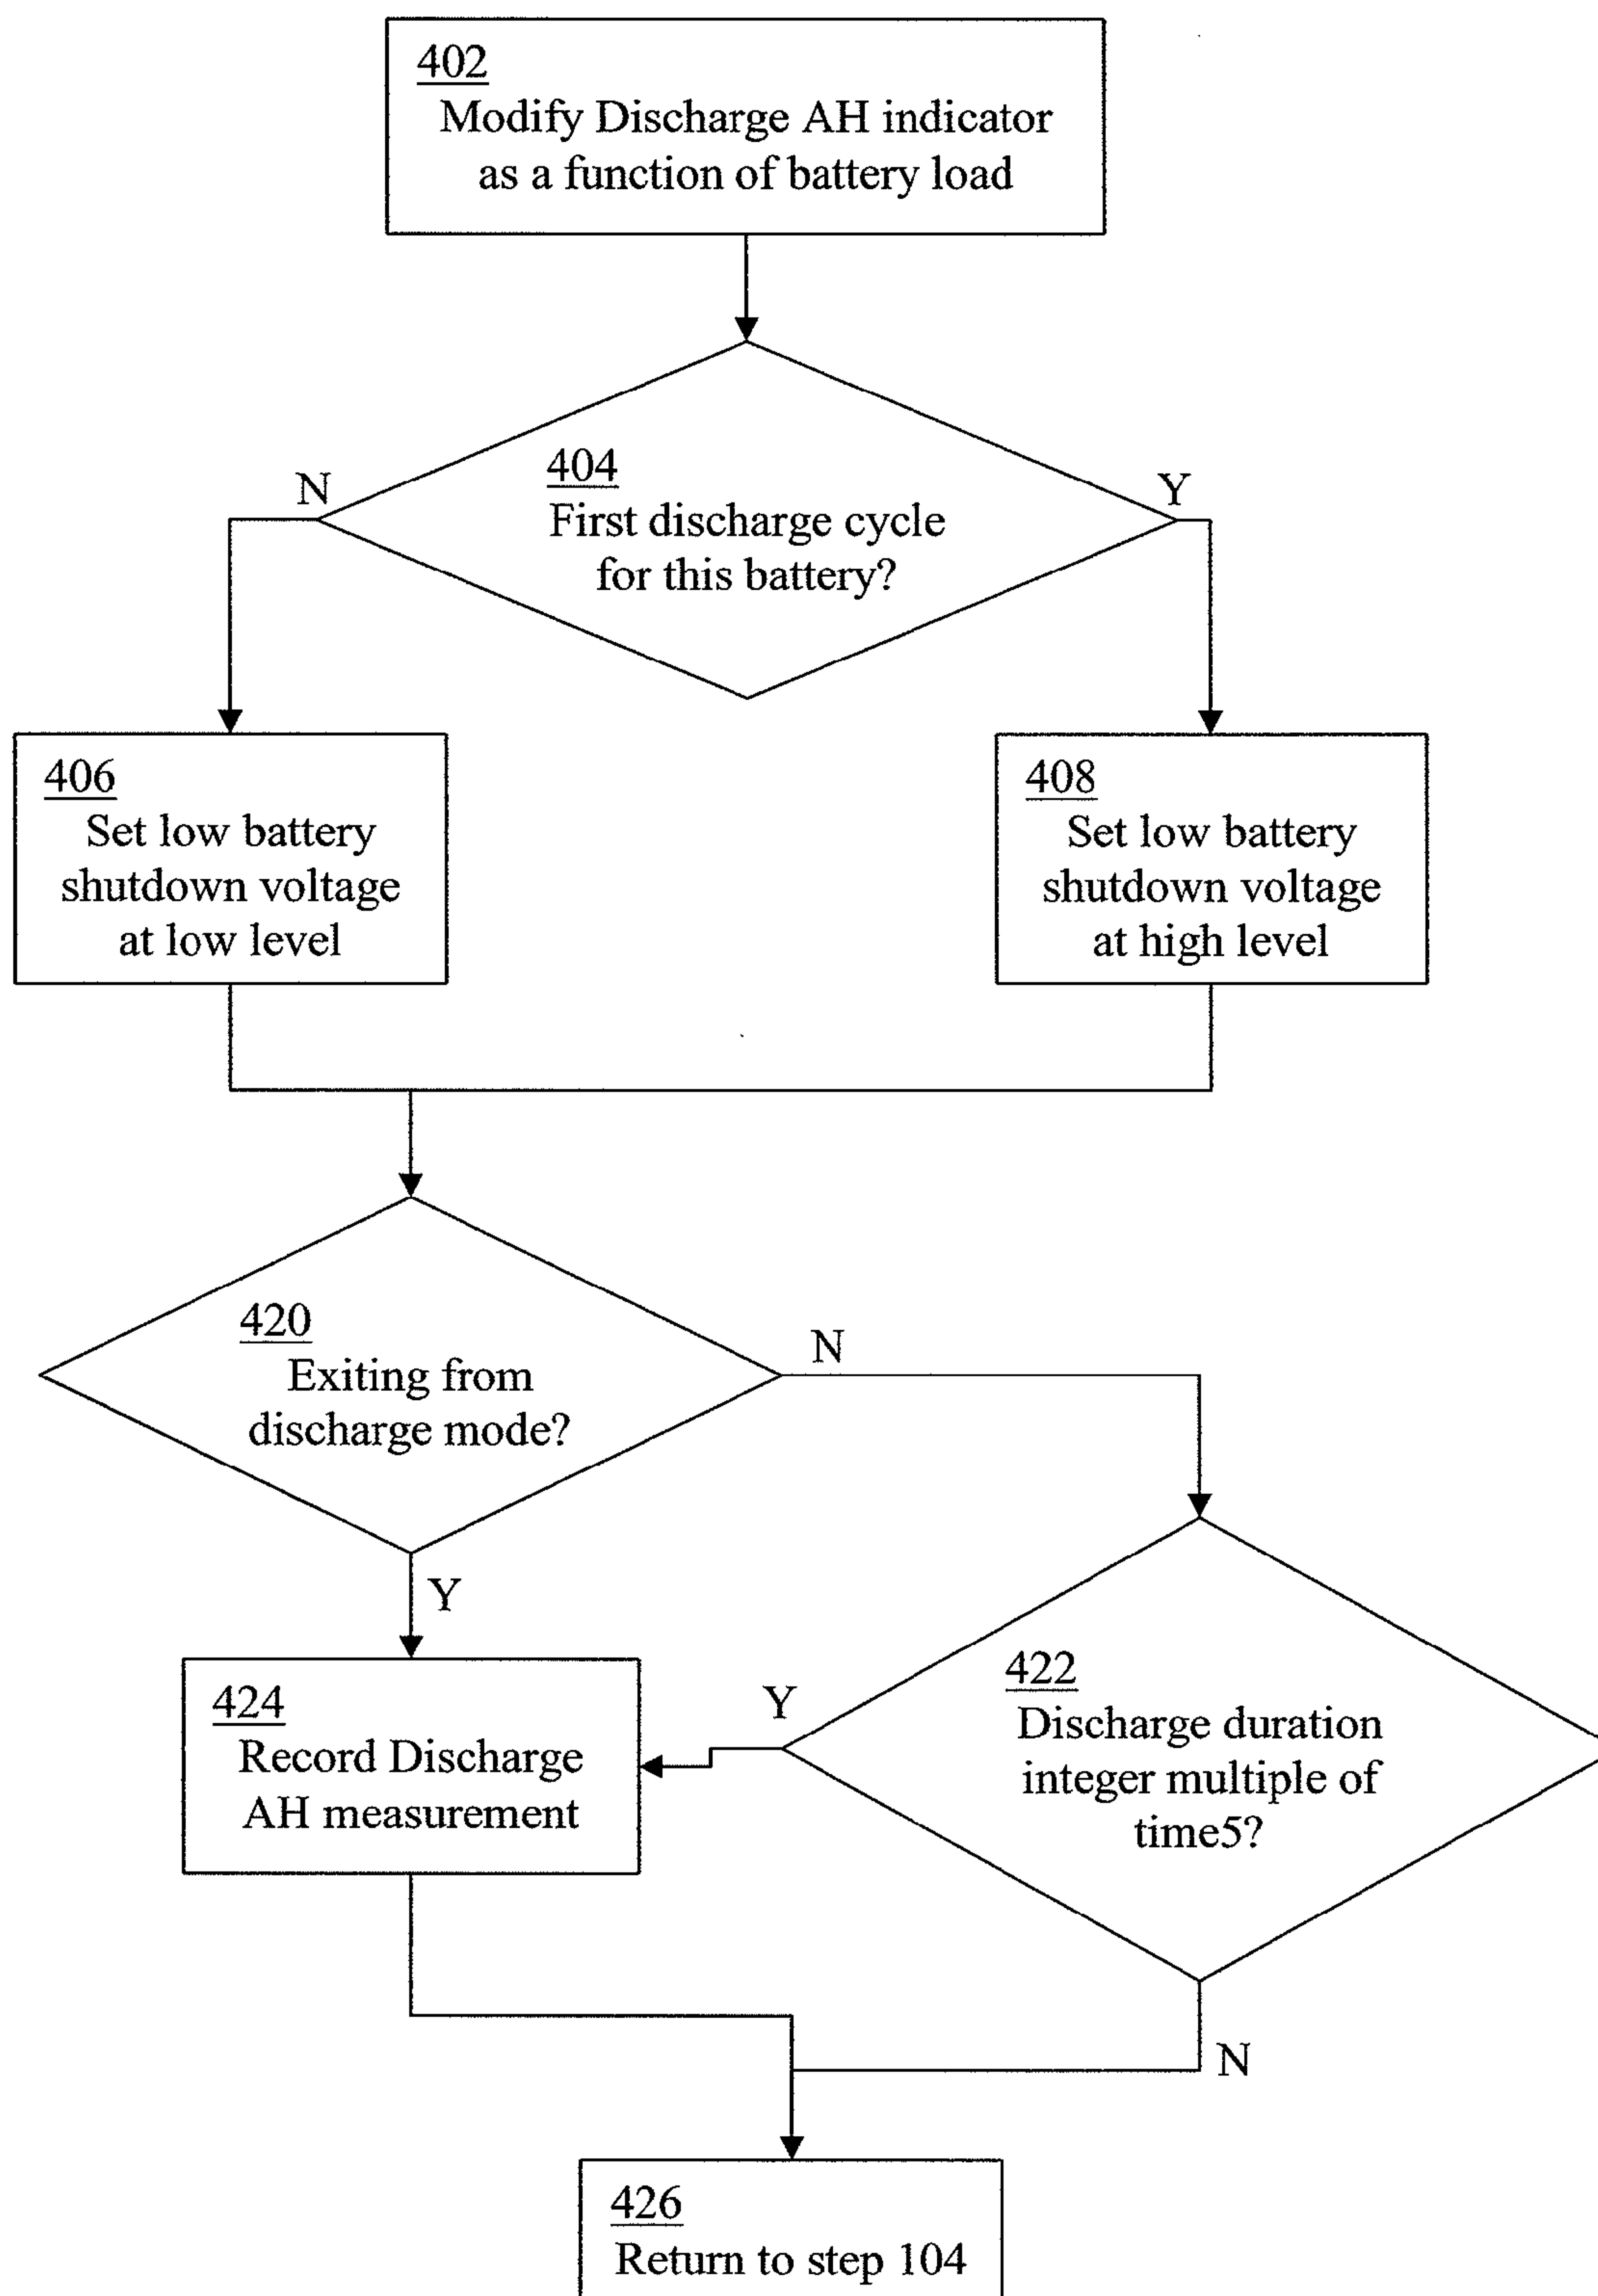 402
Modify Discharge AH indicator
as a function of battery load
N
404
Y
First discharge cycle
for this battery?
406
Set low battery
shutdown voltage
at low level
408
Set low battery
shutdown voltage
at high level
420
Exiting from
discharge mode?
N
Y
422
Discharge duration
integer multiple of
time5?
Y
424
Record Discharge
AH measurement
N
426
Return to step 104